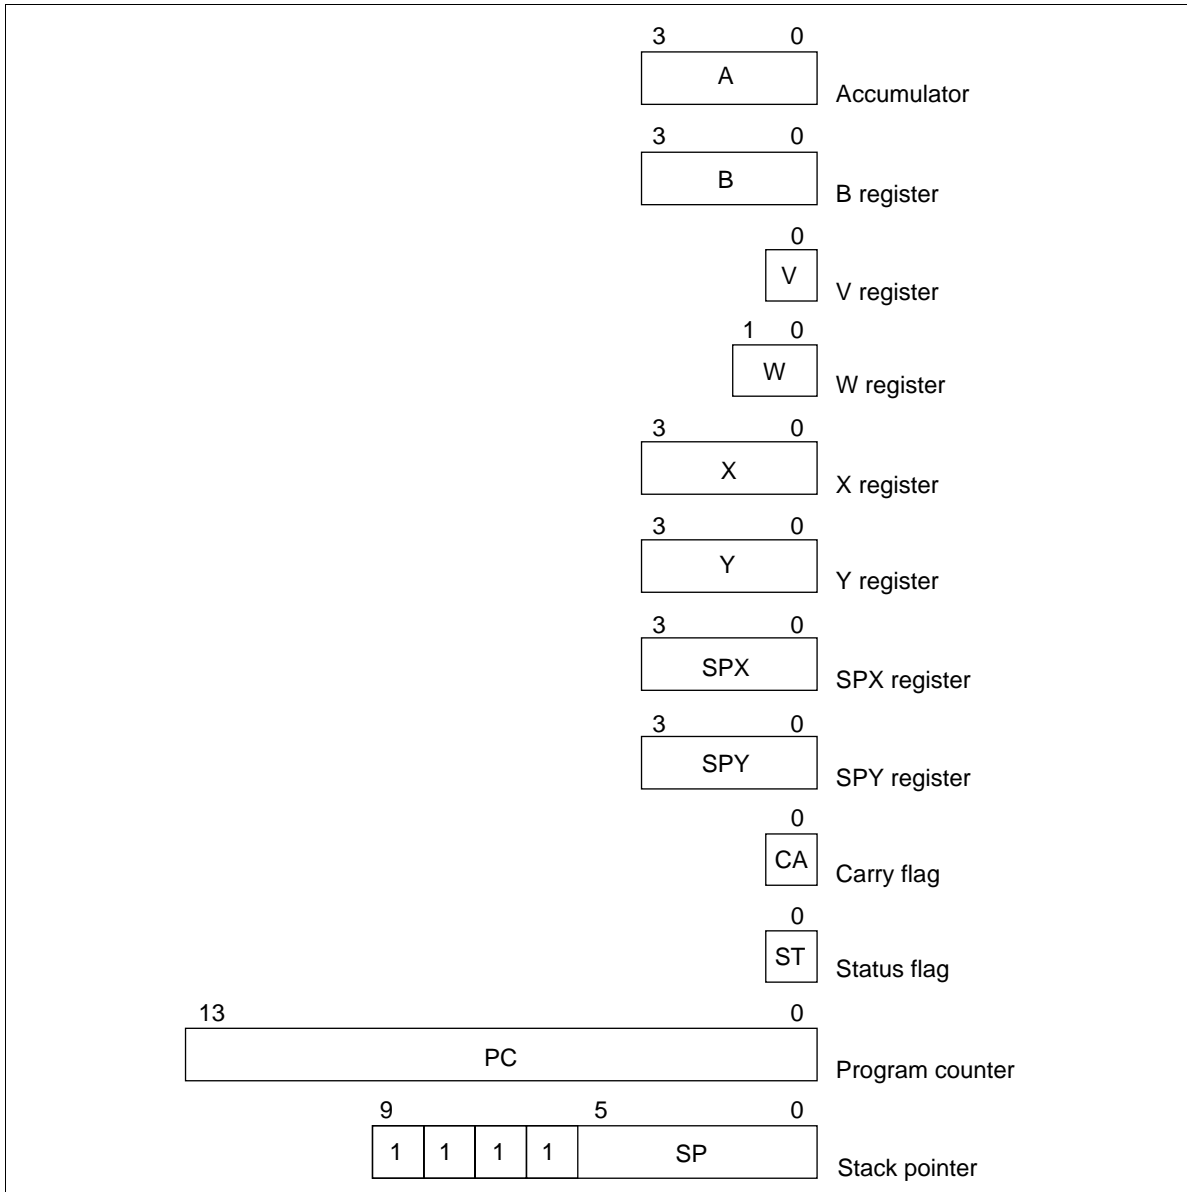 3 0
A
Accumulator
3 0
B
B register
0
V
V register
1 0
W
W register
3 0
X
X register
3 0
Y
Y register
3 0
SPX
SPX register
3 0
SPY
SPY register
0
CA
Carry flag
0
ST
Status flag
13 0
PC
Program counter
9 5 0
1 1 1 1 SP
Stack pointer